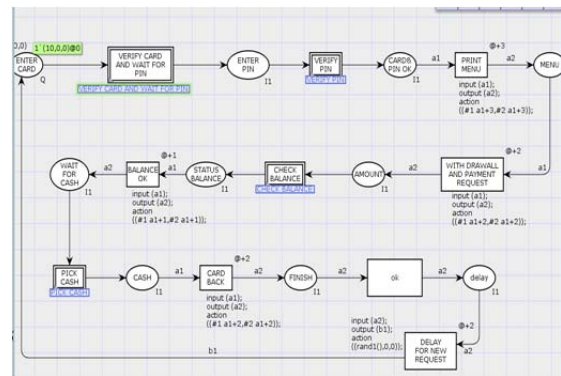 0,0)
1`(10,0,0)@0
ENTER
CARD
Q
VERIFY CARD
AND WAIT FOR
PIN
VERIFY CARD AND WAIT FOR PIN
ENTER
PIN
I1
VERIFY
PIN
VERIFY PIN
CARD&
PIN OK
I1
a1
@+3
PRINT
MENU
a2
input (a1);
output (a2);
action
((#1 a1+3,#2 a1+3));
MENU
I1
a1
@+2
WITH DRAWALL
AND PAYMENT
REQUEST
input (a1);
output (a2);
action
((#1 a1+2,#2 a1+2));
a2
AMOUNT
I1
CHECK
BALANCE
CHECK BALANCE
STATUS
BALANCE
I1
a1
@+1
BALANCE
OK
input (a1);
output (a2);
action
((#1 a1+1,#2 a1+1));
a2
WAIT
FOR
CASH
I1
PICK
CASH
PICK CASH
CASH
I1
a1
@+2
CARD
BACK
input (a1);
output (a2);
action
((#1 a1+2,#2 a1+2));
a2
FINISH
I1
a2
ok
a2
delay
I1
a2
@+2
DELAY
FOR NEW
REQUEST
input (a2);
output (b1);
action
((rand1(),0,0));
b1